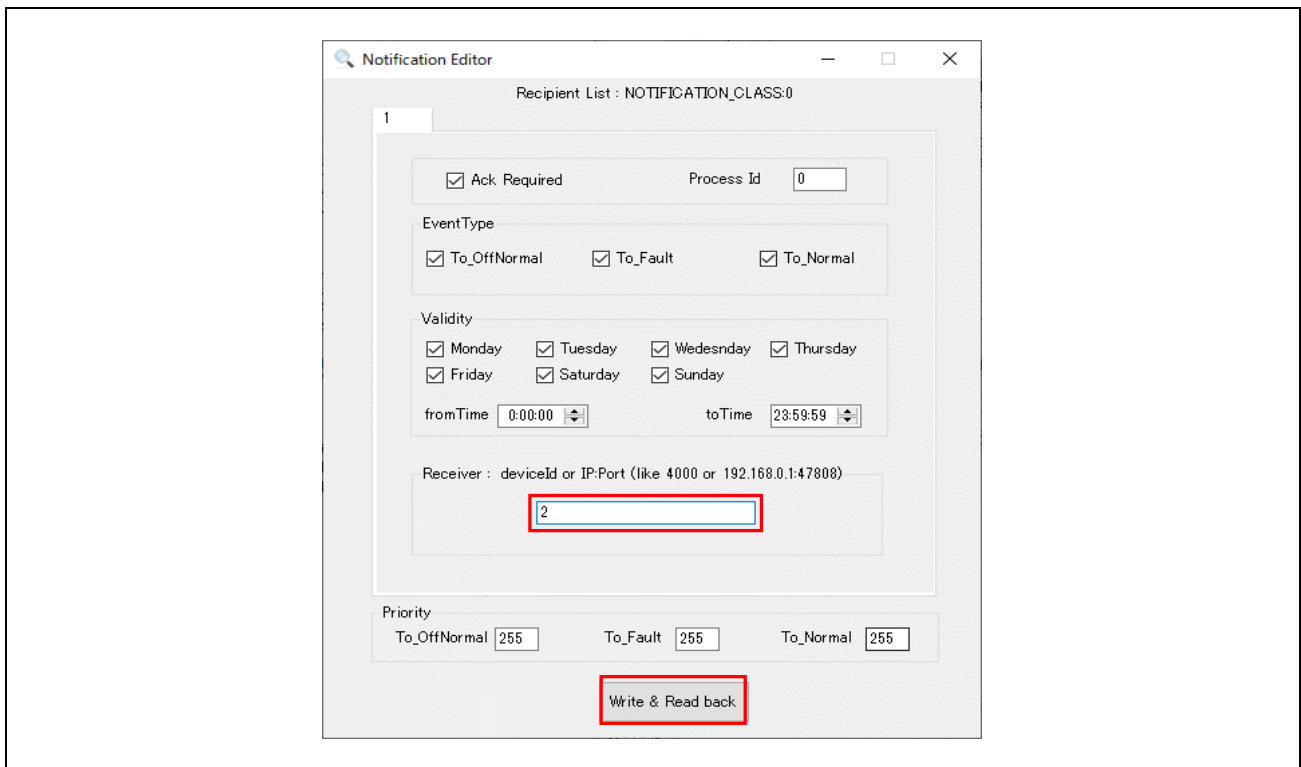 Notification Editor
Recipient List : NOTIFICATION_CLASS:0
1
Ack Required Process Id 0
EventType
To_OffNormal To_Fault To_Normal
Validity
Monday Tuesday Wedesnday Thursday
Friday Saturday Sunday
fromTime 0:00:00 toTime 23:59:59
Receiver : deviceId or IP:Port (like 4000 or 192.168.0.1:47808)
2
Priority
To_OffNormal 255 To_Fault 255 To_Normal 255
Write & Read back